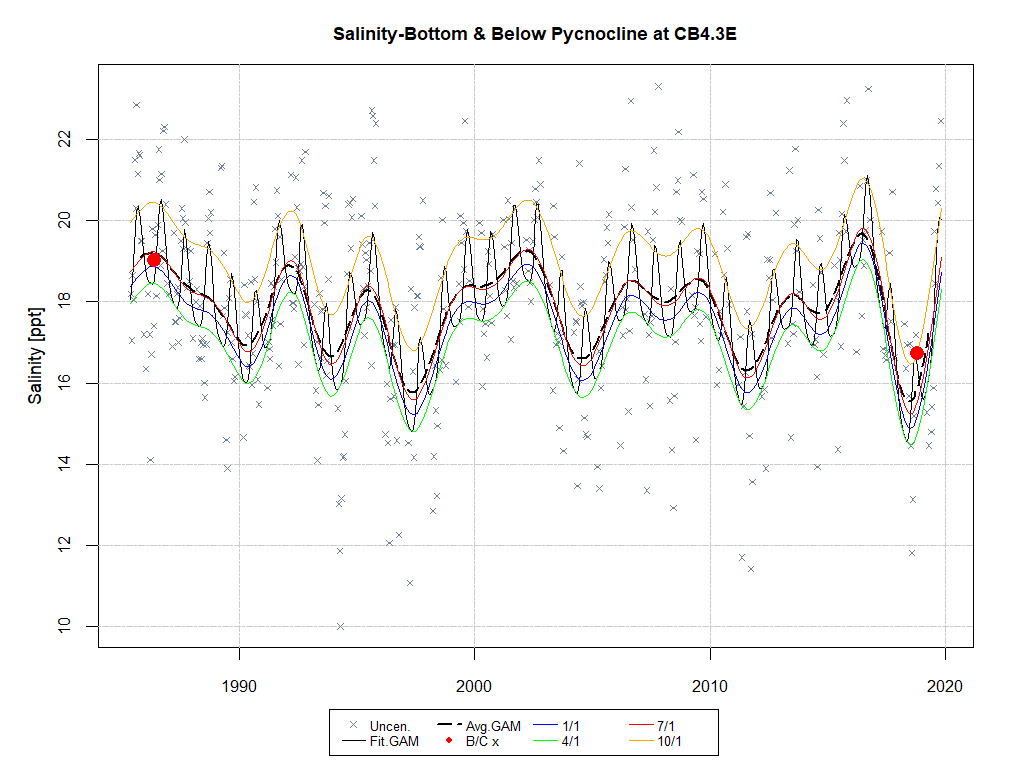 Salinity-Bottom & Below Pycnocline at CB4.3E
Salinity [ppt]
22
20
18
16
14
12
10
1990 2000 2010 2020
Uncen. Avg.GAM 1/1 7/1
Fit.GAM B/C x 4/1 10/1